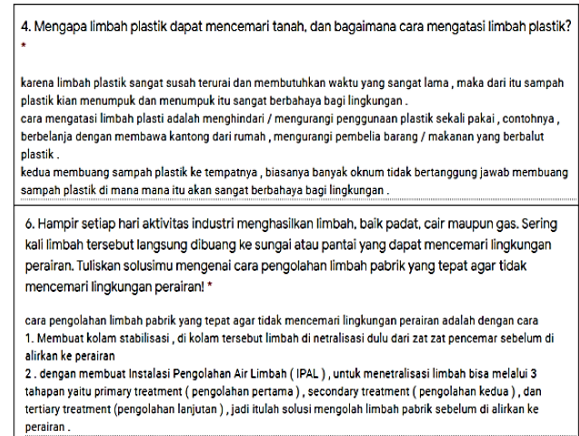 4. Mengapa limbah plastik dapat mencemari tanah, dan bagaimana cara mengatasi limbah plastik?
*
karena limbah plastik sangat susah terurai dan membutuhkan waktu yang sangat lama , maka dari itu sampah
plastik kian menumpuk dan menumpuk itu sangat berbahaya bagi lingkungan .
cara mengatasi limbah plasti adalah menghindari / mengurangi penggunaan plastik sekali pakai , contohnya ,
berbelanja dengan membawa kantong dari rumah , mengurangi pembelia barang / makanan yang berbalut
plastik .
kedua membuang sampah plastik ke tempatnya , biasanya banyak oknum tidak bertanggung jawab membuang
sampah plastik di mana mana itu akan sangat berbahaya bagi lingkungan .
6. Hampir setiap hari aktivitas industri menghasilkan limbah, baik padat, cair maupun gas. Sering
kali limbah tersebut langsung dibuang ke sungai atau pantai yang dapat mencemari lingkungan
perairan. Tuliskan solusimu mengenai cara pengolahan limbah pabrik yang tepat agar tidak
mencemari lingkungan perairan! *
cara pengolahan limbah pabrik yang tepat agar tidak mencemari lingkungan perairan adalah dengan cara
1. Membuat kolam stabilisasi , di kolam tersebut limbah di netralisasi dulu dari zat zat pencemar sebelum di
alirkan ke perairan
2 . dengan membuat Instalasi Pengolahan Air Limbah ( IPAL ) , untuk menetralisasi limbah bisa melalui 3
tahapan yaitu primary treatment ( pengolahan pertama ) , secondary treatment ( pengolahan kedua ) , dan
tertiary treatment (pengolahan lanjutan ) , jadi itulah solusi mengolah limbah pabrik sebelum di alirkan ke
perairan .